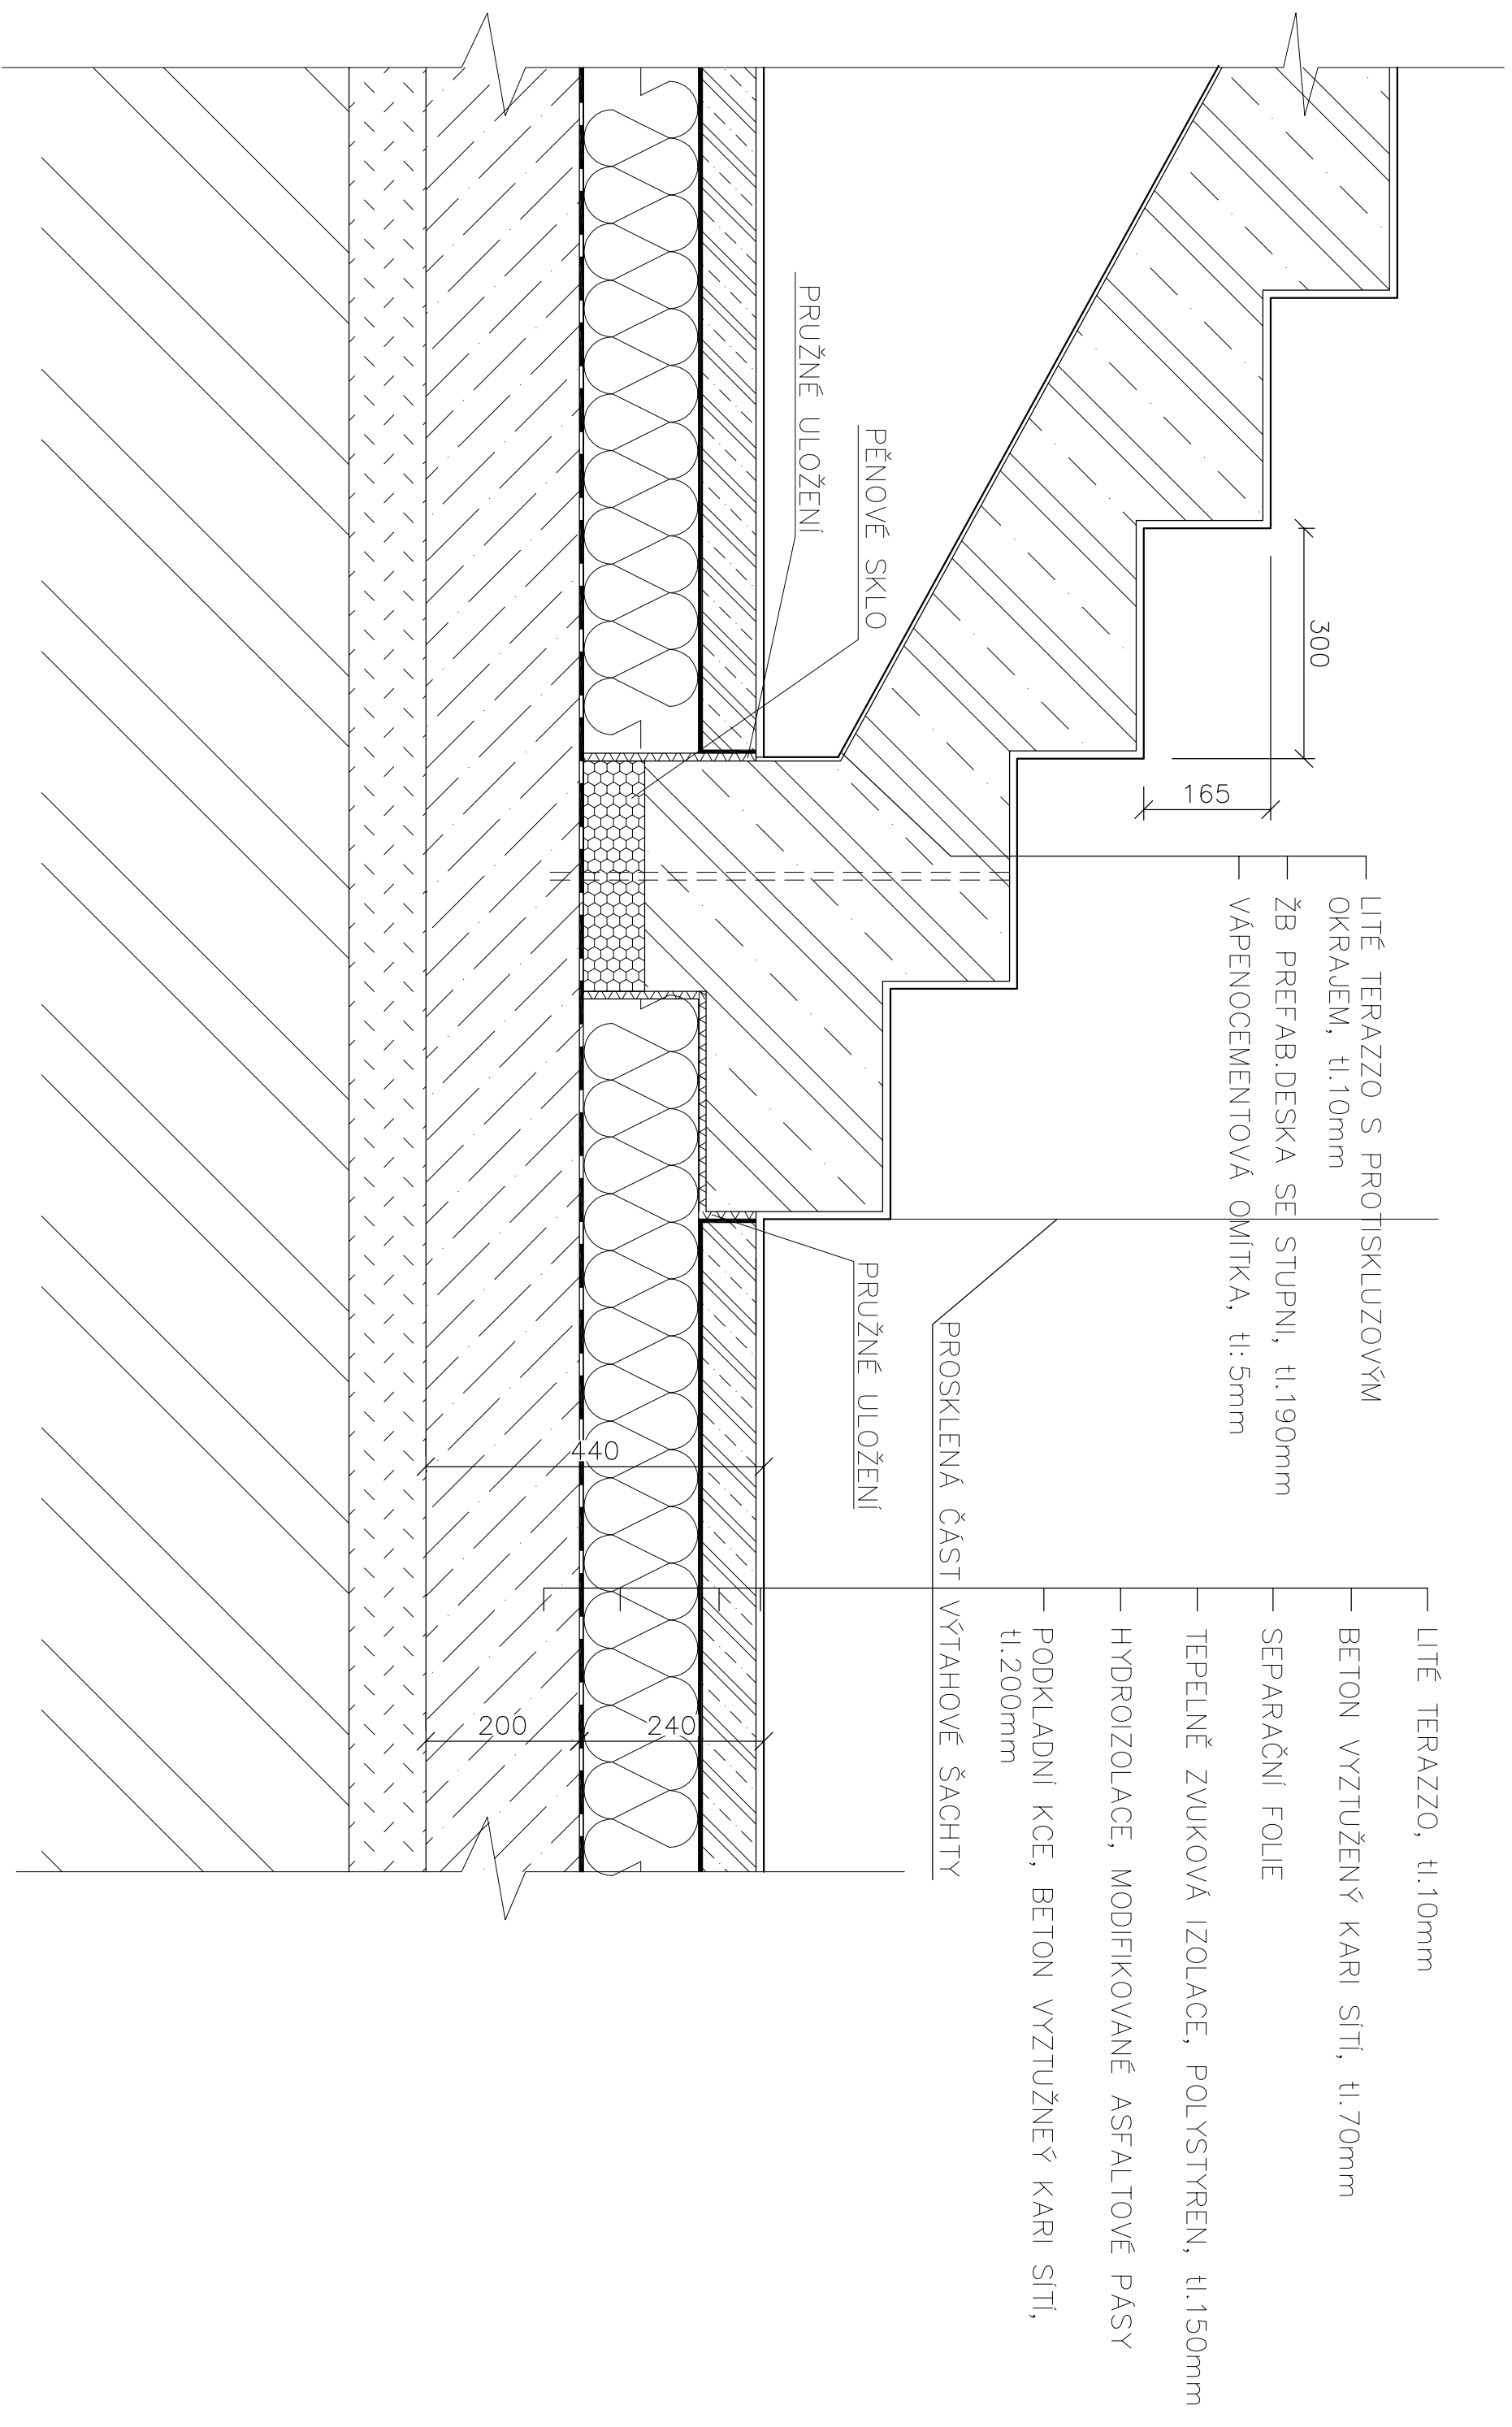 LITÉ TERAZZO, tl.10mm
BETON VYZTUŽENÝ KARI SÍTÍ, tl.70mm
SEPARAČNÍ FOLIE
TEPELNĚ ZVUKOVÁ IZOLACE, POLYSTYREN, tl.150mm
HYDROIZOLACE, MODIFIKOVANÉ ASFALTOVÉ PÁSY
PODKLADNÍ KCE, BETON VYZTUŽNEÝ KARI SÍTÍ,
tl.200mm
LITÉ TERAZZO S PROTISKLUZOVÝM
OKRAJEM, tl.10mm
ŽB PREFAB.DESKA SE STUPNI, tl.190mm
VÁPENOCEMENTOVÁ OMÍTKA, tl:5mm
300
165
PĚNOVÉ SKLO
PRUŽNÉ ULOŽENÍ
PROSKLENÁ ČÁST VÝTAHOVÉ ŠACHTY
PRUŽNÉ ULOŽENÍ
440
240
200